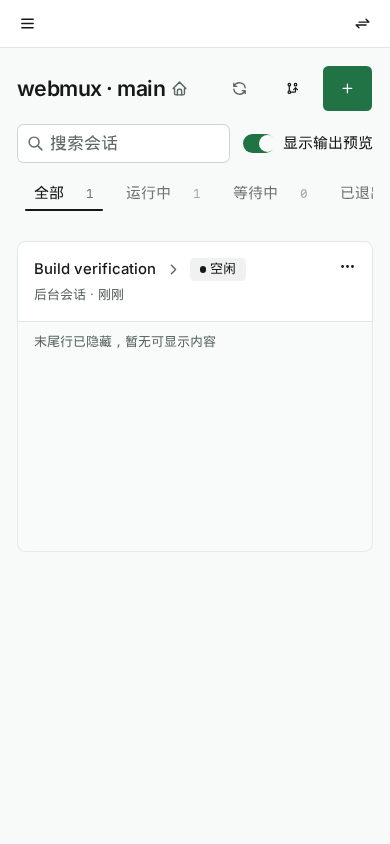 webmux · main
搜索会话
显示输出预览
全部 1 运行中 1 等待中 0 已退
Build verification
空闲
后台会话 · 刚刚
末尾行已隐藏，暂无可显示内容